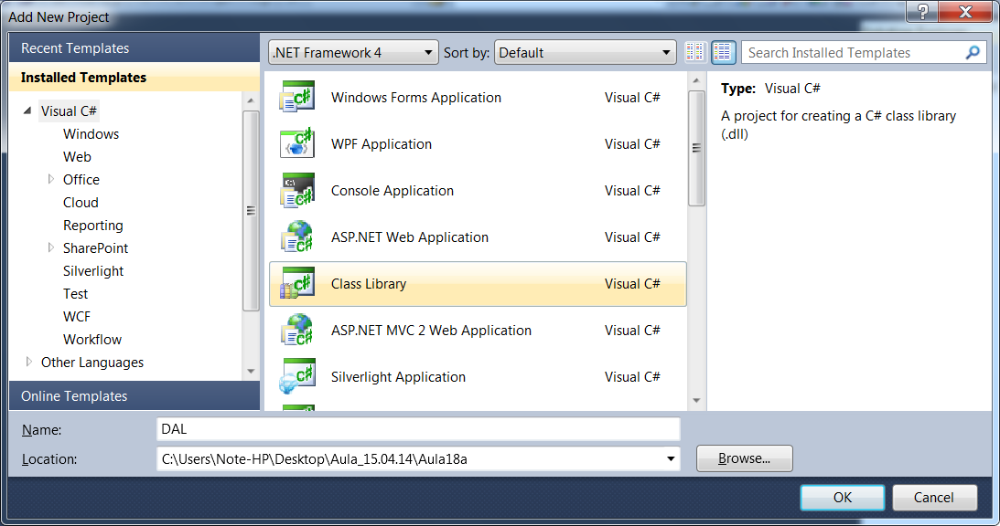 Add New Project
?
Recent Templates
Installed Templates
Visual C#
Windows
Web
Office
Cloud
Reporting
SharePoint
Silverlight
Test
WCF
Workflow
Other Languages
Online Templates
.NET Framework 4
Sort by: Default
Search Installed Templates
Windows Forms Application Visual C#
WPF Application Visual C#
Console Application Visual C#
ASP.NET Web Application Visual C#
Class Library Visual C#
ASP.NET MVC 2 Web Application Visual C#
Silverlight Application Visual C#
Type: Visual C#
A project for creating a C# class library
(.dll)
Name: DAL
Location: C:\Users\Note-HP\Desktop\Aula_15.04.14\Aula18a
Browse...
OK Cancel